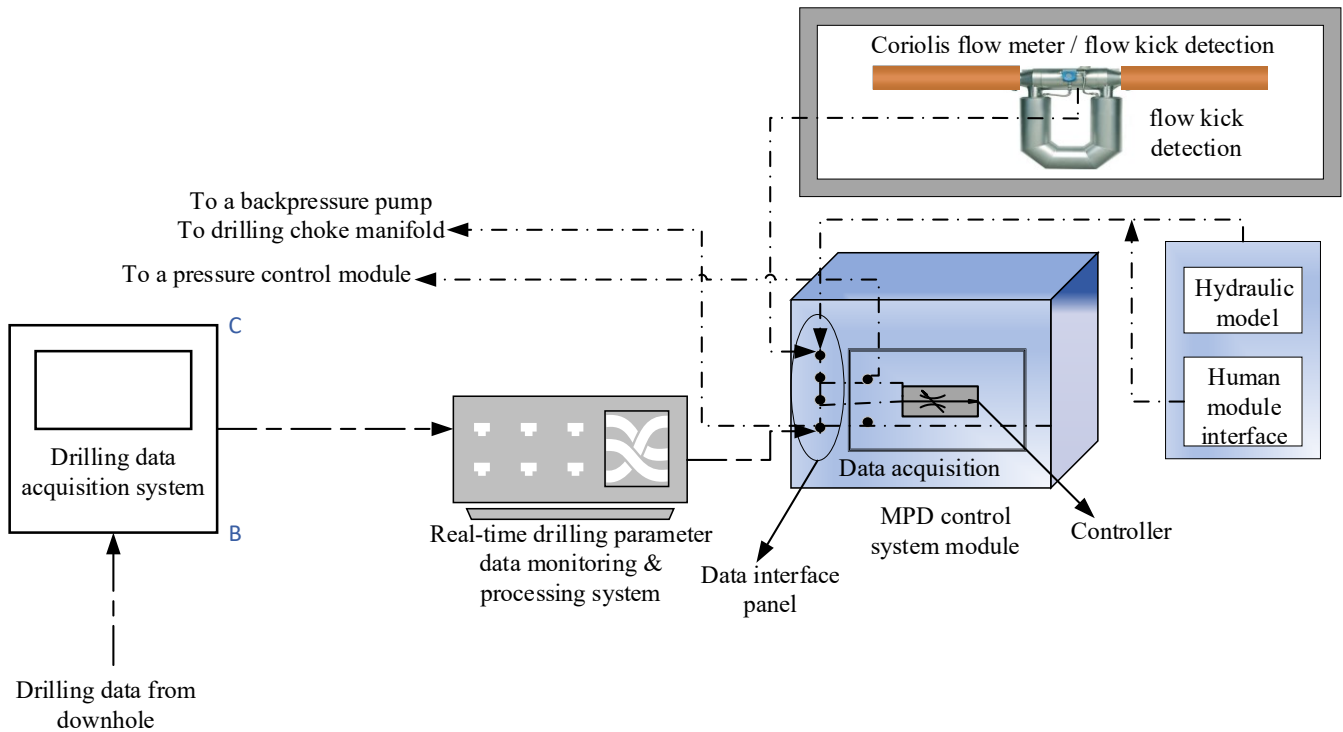 Coriolis flow meter / flow kick detection
flow kick
detection
To a backpressure pump
To drilling choke manifold
To a pressure control module
Hydraulic
model
Human
module
interface
C
Drilling data
acquisition system
B
Data acquisition
MPD control
system module
Controller
Real-time drilling parameter
data monitoring &
processing system
Data interface
panel
Drilling data from
downhole